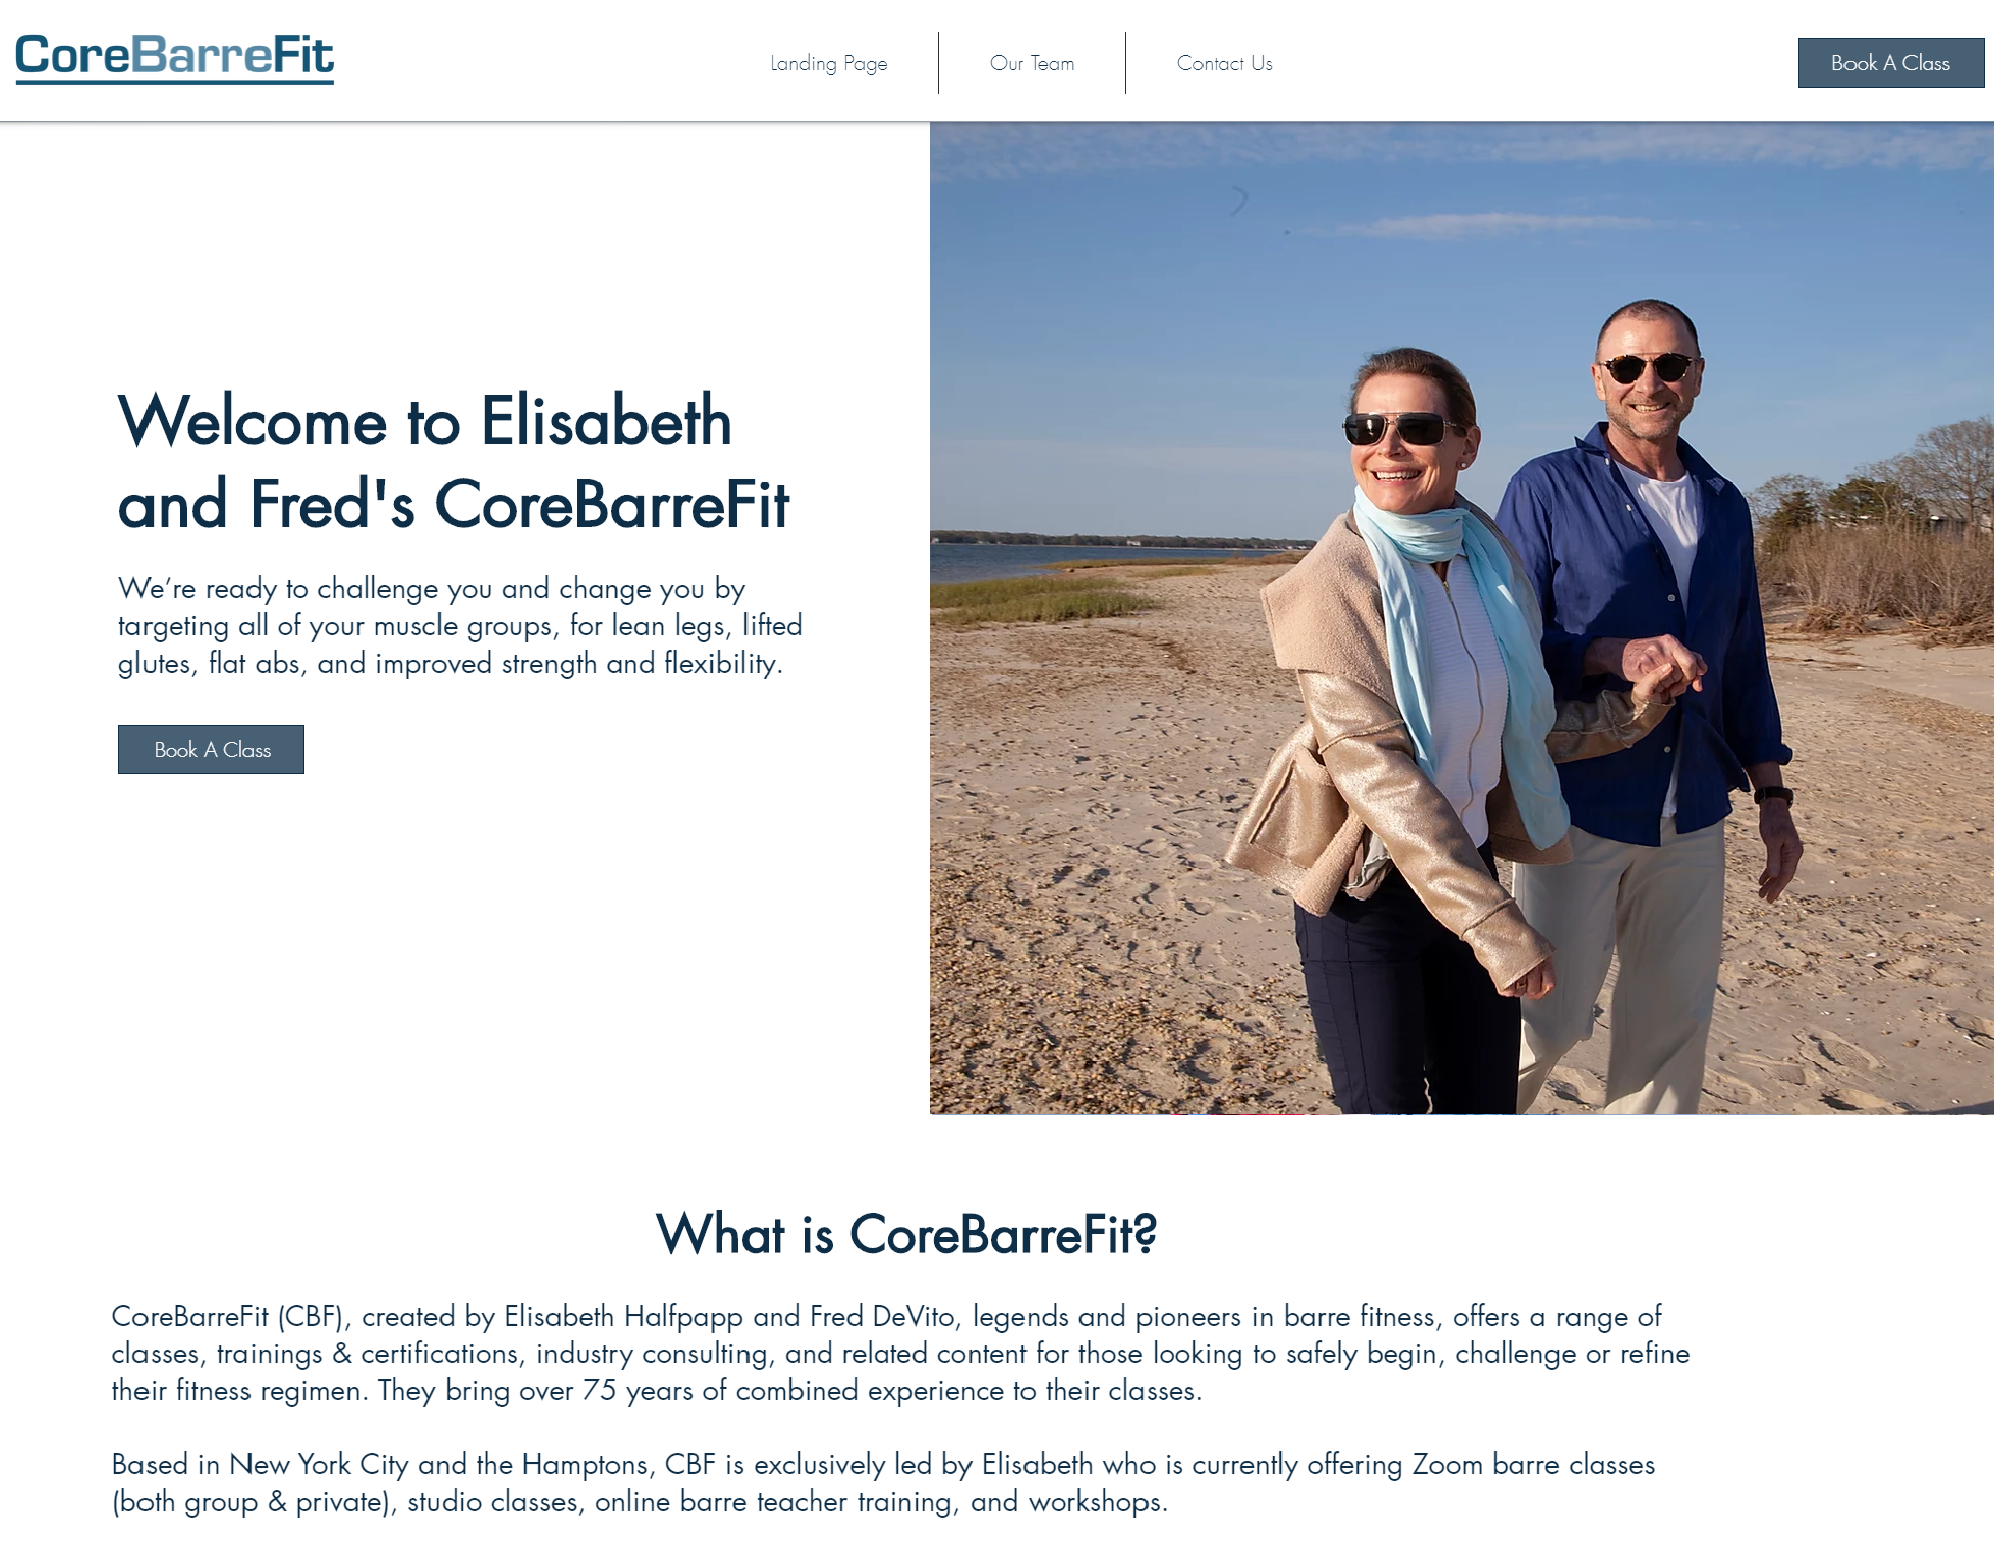 CoreBarreFit
Landing Page
Our Team
Contact Us
Book A Class
Welcome to Elisabeth
and Fred's CoreBarreFit
We’re ready to challenge you and change you by
targeting all of your muscle groups, for lean legs, lifted
glutes, flat abs, and improved strength and flexibility.
Book A Class
What is CoreBarreFit?
CoreBarreFit (CBF), created by Elisabeth Halfpapp and Fred DeVito, legends and pioneers in barre fitness, offers a range of
classes, trainings & certifications, industry consulting, and related content for those looking to safely begin, challenge or refine
their fitness regimen. They bring over 75 years of combined experience to their classes.
Based in New York City and the Hamptons, CBF is exclusively led by Elisabeth who is currently offering Zoom barre classes
(both group & private), studio classes, online barre teacher training, and workshops.